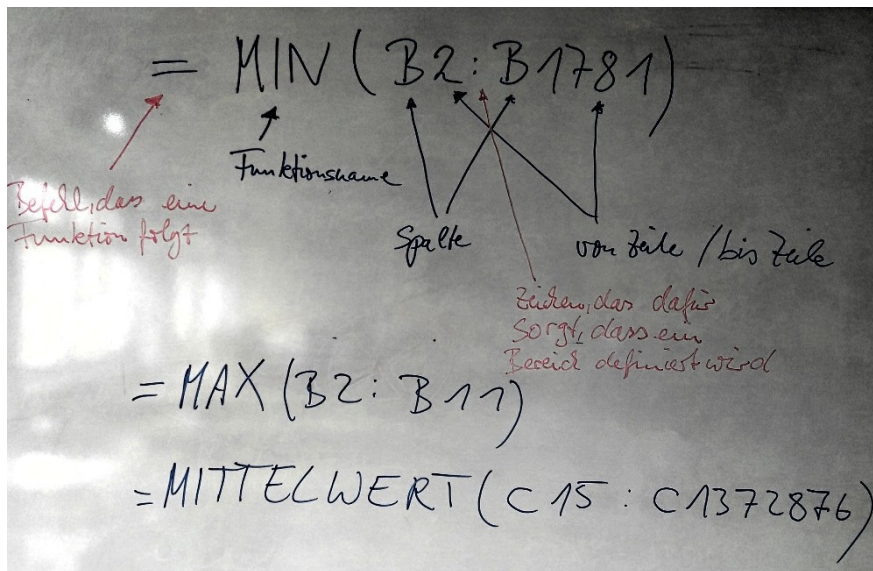 = MIN ( B2 : B1781 )
Funktionsname
Befehl, dass eine
Funktion folgt
Spalte
von Zeile / bis Zeile
Zeichen, das dafür
sorgt, dass ein
Bereich definiert wird
= MAX ( B2 : B11 )
= MITTELWERT ( C15 : C1372876 )